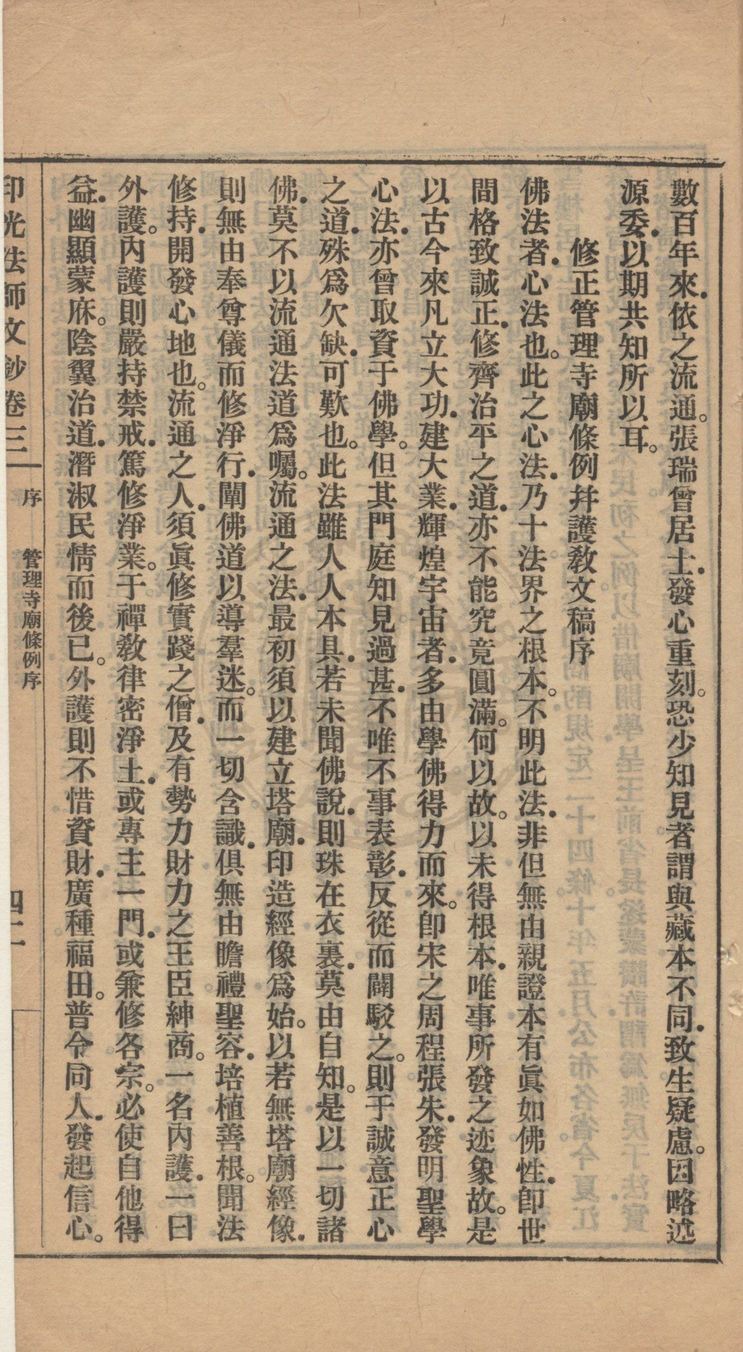 數百年來．依之流通。張瑞曾居士．發心重刻。恐少知見者．謂與藏本不同．致生疑慮。因略述
源委．以期共知所以耳。
修正管理寺廟條例幷護敎文稿序
佛法者．心法也。此之心法．乃十法界之根本。不明此法．非但無由親證本有眞如佛性．卽世
間格致誠正．修齊治平之道．亦不能究竟圓滿。何以故。以未得根本．唯事所發之迹象故。是
以古今來凡立大功．建大業．輝煌宇宙者．多由學佛得力而來。卽宋之周程張朱．發明聖學
心法．亦曾取資于佛學。但其門庭知見過甚．不唯不事表彰．反從而闢駁之。則于誠意正心
之道．殊爲欠缺．可歎也。此法雖人人本具．若未聞佛說．則珠在衣裏．莫由自知。是以一切諸
佛．莫不以流通法道爲囑。流通之法．最初須以建立塔廟．印造經像爲始。以若無塔廟經像．
則無由奉尊儀而修淨行．闡佛道以導羣迷。而一切含識．俱無由瞻禮聖容．培植善根。聞法
修持．開發心地也。流通之人．須眞修實踐之僧．及有勢力財力之王臣紳商。一名內護．一曰
外護。內護則嚴持禁戒．篤修淨業。于禪敎律密淨土．或專主一門．或兼修各宗。必使自他得
益．幽顯蒙庥。陰翼治道．潛淑民情而後已。外護則不惜資財．廣種福田。普令同人．發起信心。
印光法師文鈔卷三
序
管理寺廟條例序
四二